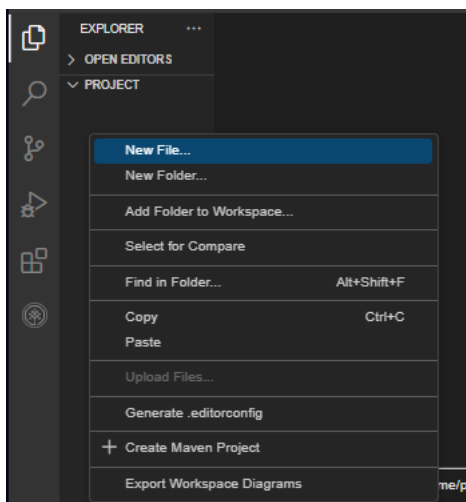 EXPLORER ...
> OPEN EDITORS
PROJECT
New File...
New Folder...
Add Folder to Workspace...
Select for Compare
Find in Folder... Alt+Shift+F
Copy Ctrl+C
Paste
Upload Files...
Generate .editorconfig
+ Create Maven Project
Export Workspace Diagrams
me/p